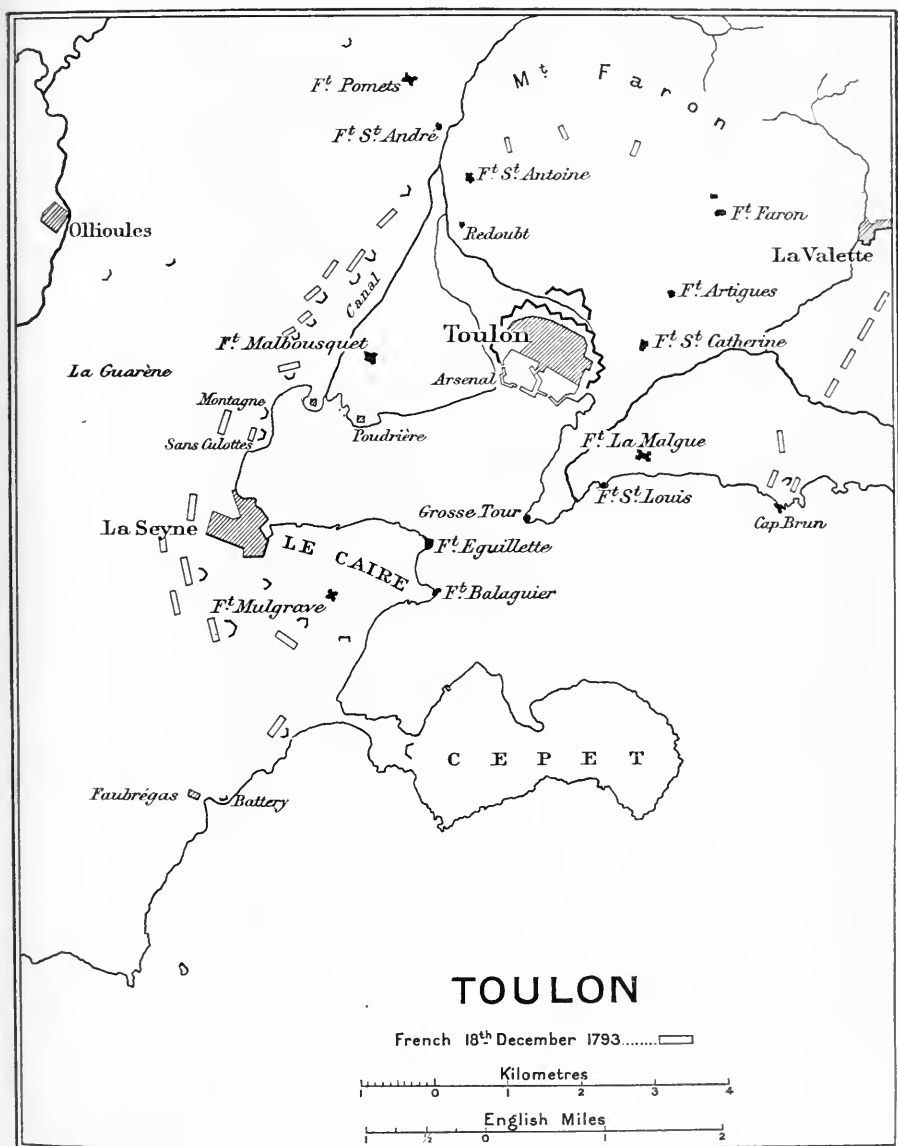 Mt. Faron
Ft. Pomets
Ft. St. André
Ft. St. Antoine
Ft. Faron
Ollioules
Redoubt
La Valette
Canal
Ft. Artigues
Toulon
Ft. Malbousquet
Ft. St. Catherine
La Guarène
Arsenal
Montagne
Poudrière
Sans Culottes
Ft. La Malgue
Ft. St. Louis
Grosse Tour
Cap Brun
La Seyne
LE CAIRE
Ft. Eguillette
Ft. Mulgrave
Ft. Balaguier
CEPET
Faubrégas
Battery
TOULON
French 18th December 1793........
Kilometres
1 0 1 2 3 4
English Miles
1 ½ 0 1 2